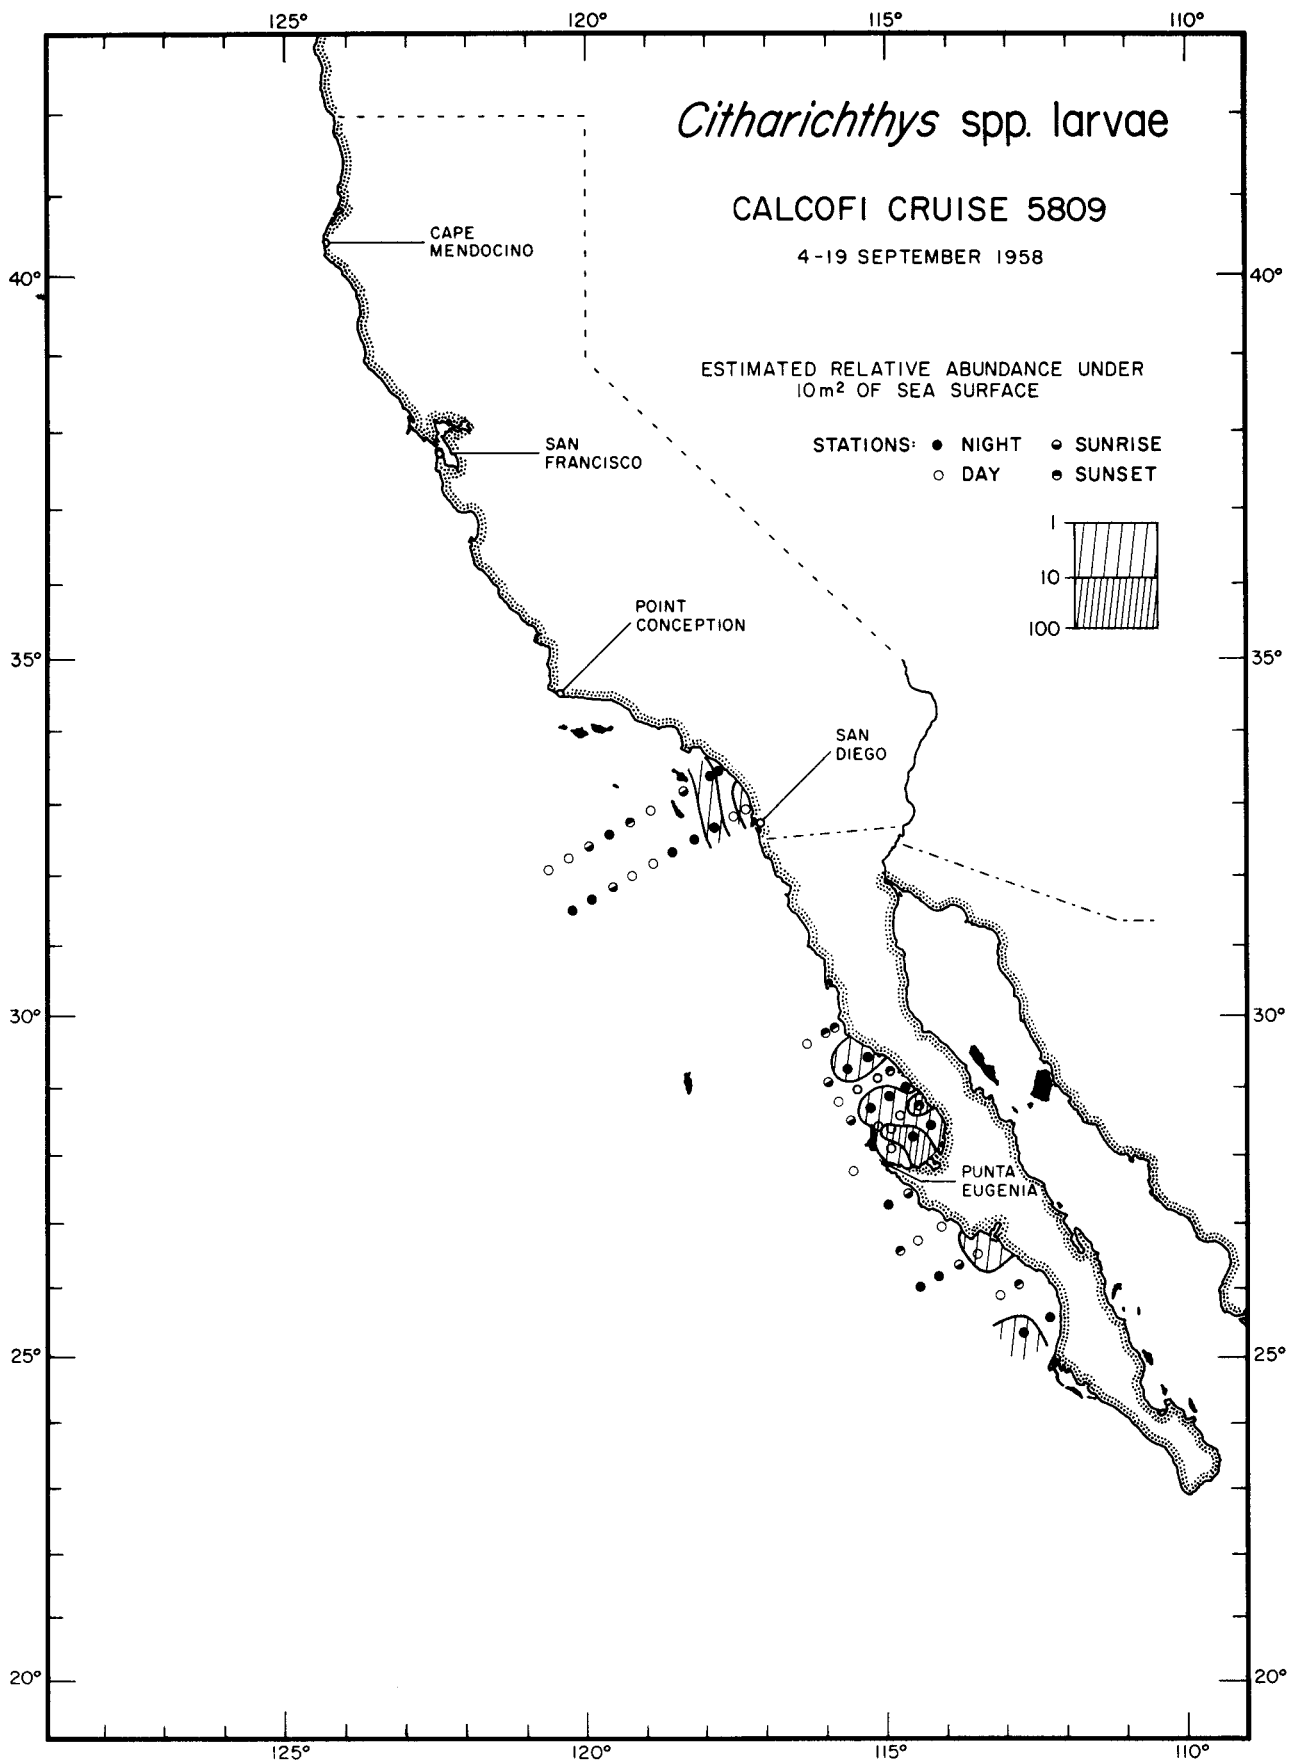 125° 120° 115° 110°
Citharichthys spp. larvae
CALCOFI CRUISE 5809
4-19 SEPTEMBER 1958
CAPE
MENDOCINO
40° 40°
ESTIMATED RELATIVE ABUNDANCE UNDER
10m² OF SEA SURFACE
STATIONS: NIGHT SUNRISE
DAY SUNSET
SAN
FRANCISCO
1
10
100
POINT
CONCEPTION
35° 35°
SAN
DIEGO
30° 30°
PUNTA
EUGENIA
25° 25°
20° 20°
125° 120° 115° 110°